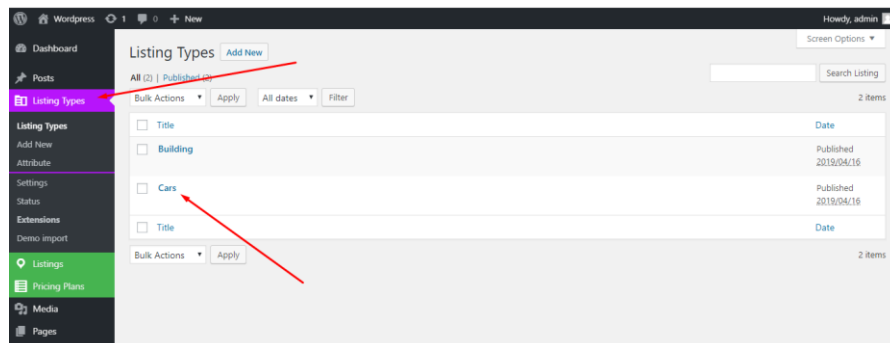 Wordpress 1 0 New Howdy, admin
Dashboard
Posts
Listing Types
Listing Types
Add New
Attribute
Settings
Status
Extensions
Demo import
Listings
Pricing Plans
Media
Pages
Screen Options ▼
Listing Types Add New
All (2) | Published (2)
Search Listing
Bulk Actions Apply All dates Filter 2 items
Title Date
Building Published
2019/04/16
Cars Published
2019/04/16
Title Date
Bulk Actions Apply 2 items